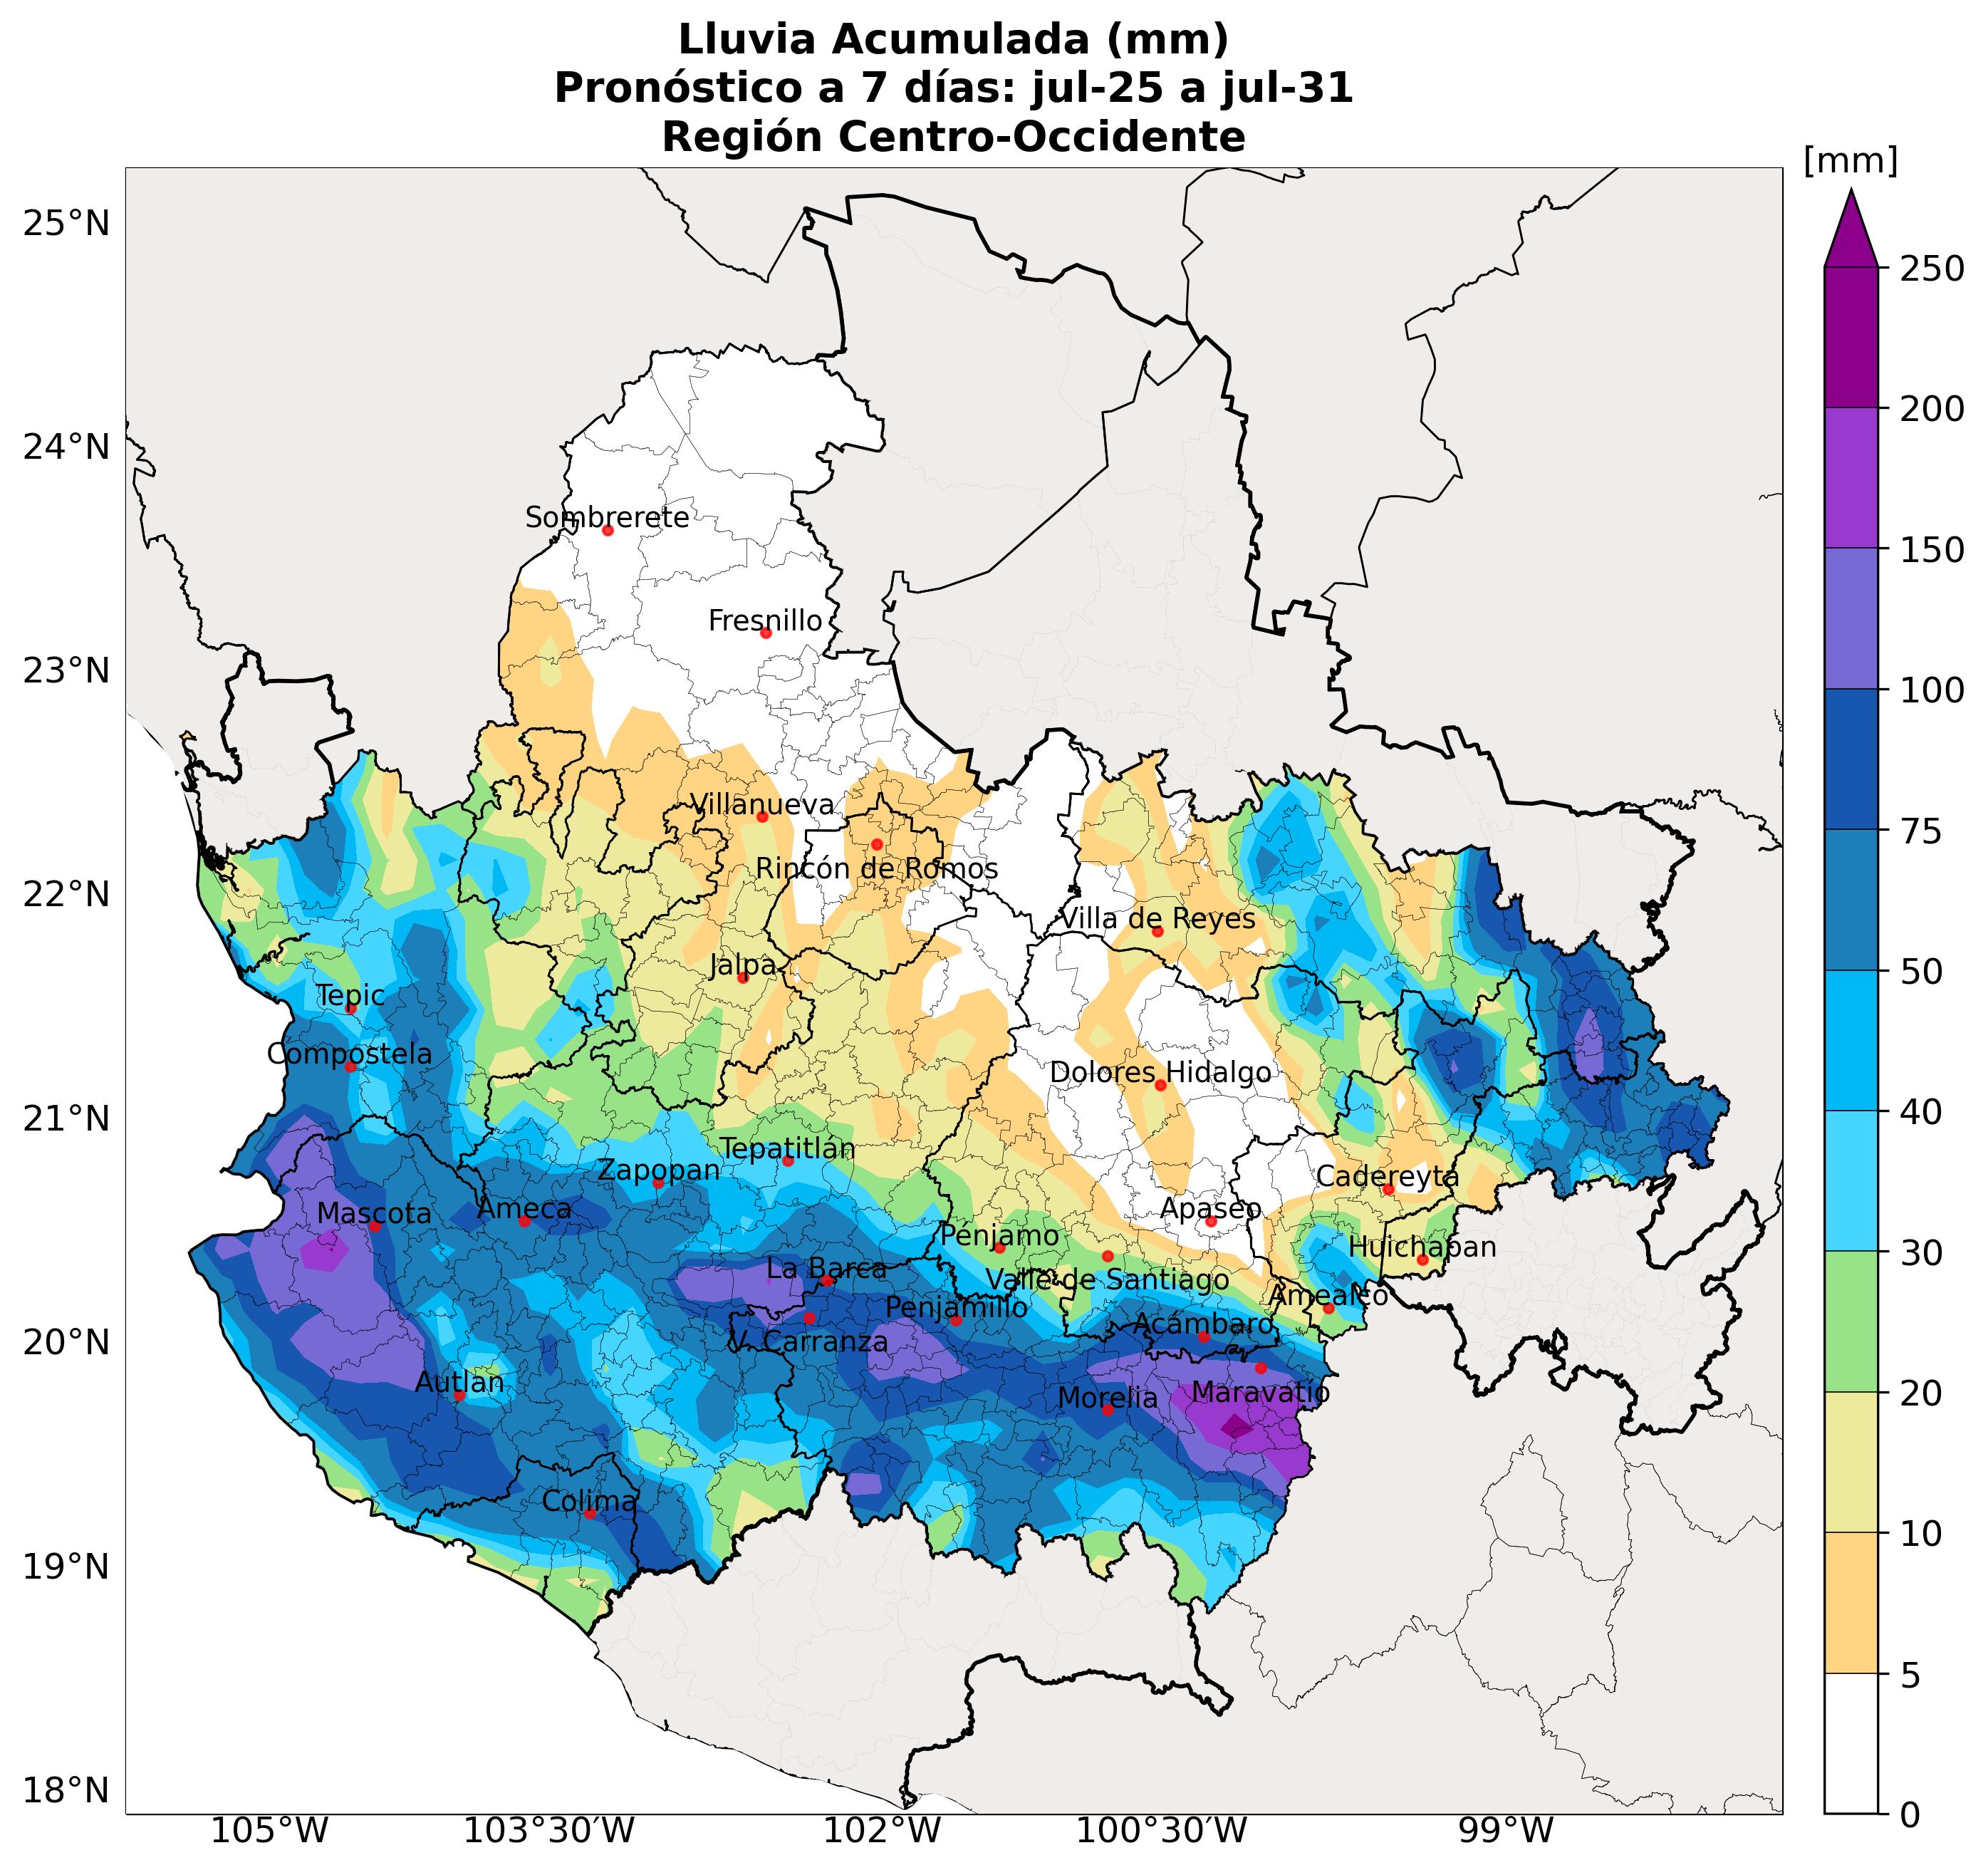 Lluvia Acumulada (mm)
Pronóstico a 7 días: jul-25 a jul-31
Región Centro-Occidente
[mm]
25°N
24°N
23°N
22°N
21°N
20°N
19°N
18°N
105°W
103°30'W
102°W
100°30'W
99°W
250
200
150
100
75
50
40
30
20
10
5
0
Sombrerete
Fresnillo
Villanueva
Rincón de Romos
Villa de Reyes
Jalpa
Tepic
Compostela
Dolores Hidalgo
Tepatitlán
Zapopan
Cadereyta
Mascota
Ameca
Apaseo
Pénjamo
Huichapan
La Barca
Valle de Santiago
Amealco
Penjamillo
Acámbaro
V. Carranza
Autlán
Morelia
Maravatío
Colima